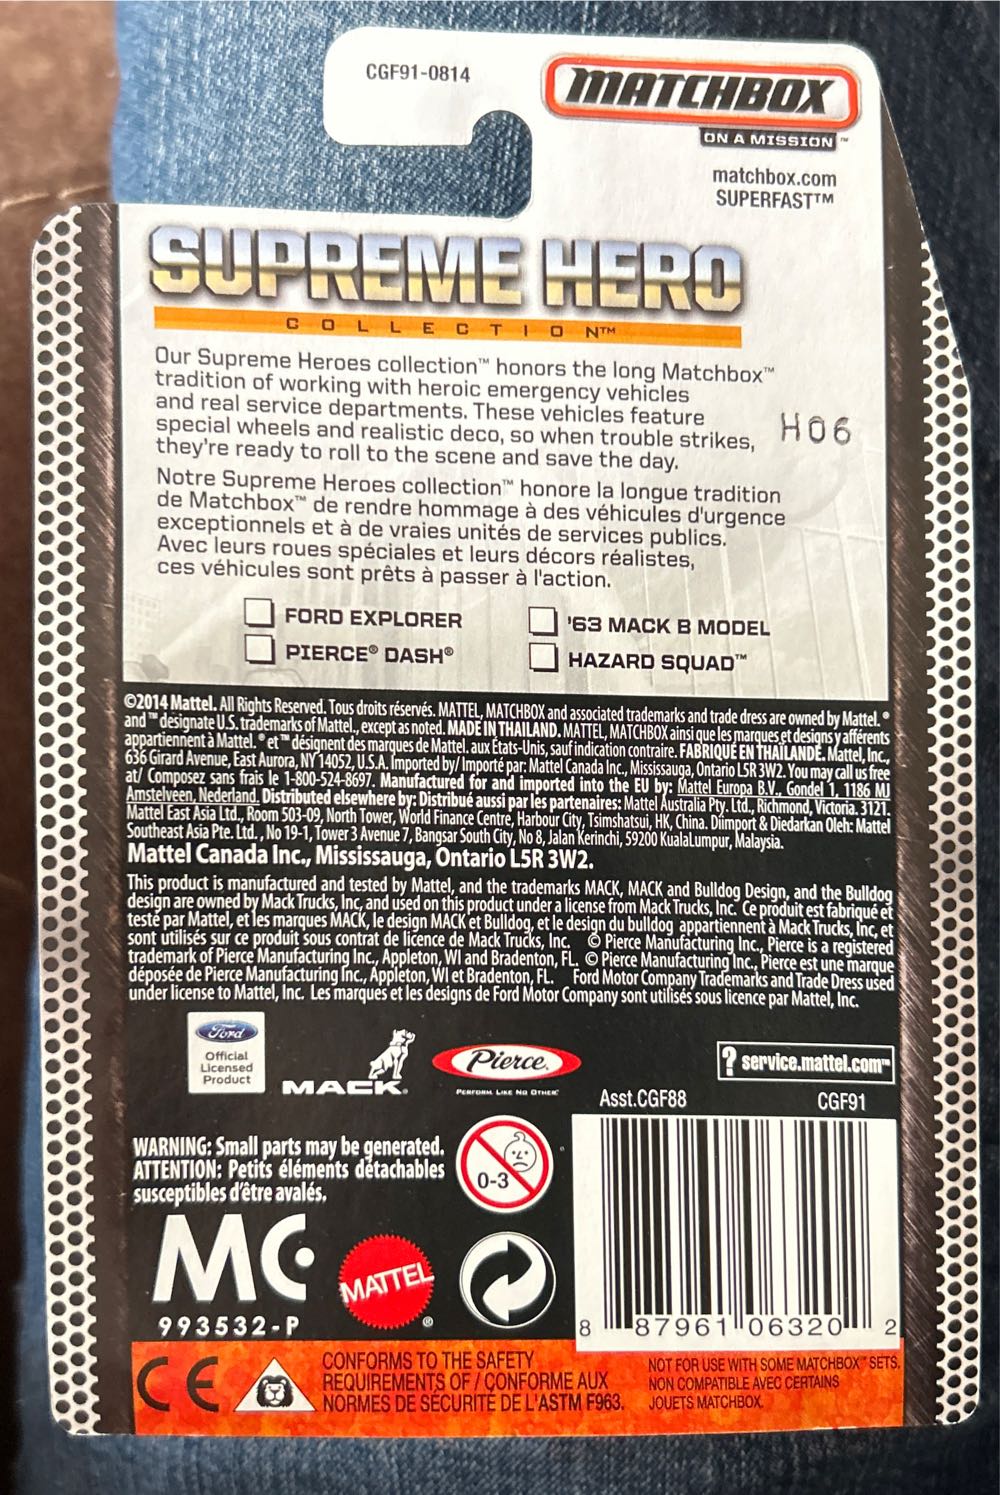 CGF91-0814
MATCHBOX
ON A MISSION™
matchbox.com
SUPERFAST™
SUPREME HERO
COLLECTION™
Our Supreme Heroes collection™ honors the long Matchbox™
tradition of working with heroic emergency vehicles
and real service departments. These vehicles feature
special wheels and realistic deco, so when trouble strikes,
they're ready to roll to the scene and save the day.
H06
Notre Supreme Heroes collection™ honore la longue tradition
de Matchbox™ de rendre hommage à des véhicules d'urgence
exceptionnels et à de vraies unités de services publics.
Avec leurs roues spéciales et leurs décors réalistes,
ces véhicules sont prêts à passer à l'action.
FORD EXPLORER
'63 MACK B MODEL
PIERCE® DASH®
HAZARD SQUAD™
©2014 Mattel. All Rights Reserved. Tous droits réservés. MATTEL, MATCHBOX and associated trademarks and trade dress are owned by Mattel. ®
and ™ designate U.S. trademarks of Mattel., except as noted. MADE IN THAILAND. MATTEL, MATCHBOX ainsi que les marques et designs y afférents
appartiennent à Mattel. ® et ™ désignent des marques de Mattel. aux États-Unis, sauf indication contraire. FABRIQUÉ EN THAÏLANDE. Mattel, Inc.,
636 Girard Avenue, East Aurora, NY 14052, U.S.A. Imported by/ Importé par: Mattel Canada Inc., Mississauga, Ontario L5R 3W2. You may call us free
at/ Composez sans frais le 1-800-524-8697. Manufactured for and imported into the EU by: Mattel Europa B.V., Gondel 1, 1186 MJ
Amstelveen, Nederland. Distributed elsewhere by: Distribué aussi par les partenaires: Mattel Australia Pty. Ltd., Richmond, Victoria. 3121.
Mattel East Asia Ltd., Room 503-09, North Tower, World Finance Centre, Harbour City, Tsimshatsui, HK, China. Diimport & Diedarkan Oleh: Mattel
Southeast Asia Pte. Ltd., No 19-1, Tower 3 Avenue 7, Bangsar South City, No 8, Jalan Kerinchi, 59200 KualaLumpur, Malaysia.
Mattel Canada Inc., Mississauga, Ontario L5R 3W2.
This product is manufactured and tested by Mattel, and the trademarks MACK, MACK and Bulldog Design, and the Bulldog
design are owned by Mack Trucks, Inc, and used on this product under a license from Mack Trucks, Inc. Ce produit est fabriqué et
testé par Mattel, et les marques MACK, le design MACK et Bulldog, et le design du bulldog appartiennent à Mack Trucks, Inc, et
sont utilisés sur ce produit sous contrat de licence de Mack Trucks, Inc. © Pierce Manufacturing Inc., Pierce is a registered
trademark of Pierce Manufacturing Inc., Appleton, WI and Bradenton, FL. © Pierce Manufacturing Inc., Pierce est une marque
déposée de Pierce Manufacturing Inc., Appleton, WI et Bradenton, FL. Ford Motor Company Trademarks and Trade Dress used
under license to Mattel, Inc. Les marques et les designs de Ford Motor Company sont utilisés sous licence par Mattel, Inc.
Ford
Official
Licensed
Product
MACK®
Pierce®
PERFORM. LIKE NO OTHER.
? service.mattel.com™
Asst.CGF88
CGF91
WARNING: Small parts may be generated.
ATTENTION: Petits éléments détachables
susceptibles d'être avalés.
0-3
MC
993532-P
MATTEL®
8 87961 06320 2
CE
CONFORMS TO THE SAFETY
REQUIREMENTS OF / CONFORME AUX
NORMES DE SÉCURITÉ DE L'ASTM F963.
NOT FOR USE WITH SOME MATCHBOX™ SETS.
NON COMPATIBLE AVEC CERTAINS
JOUETS MATCHBOX.